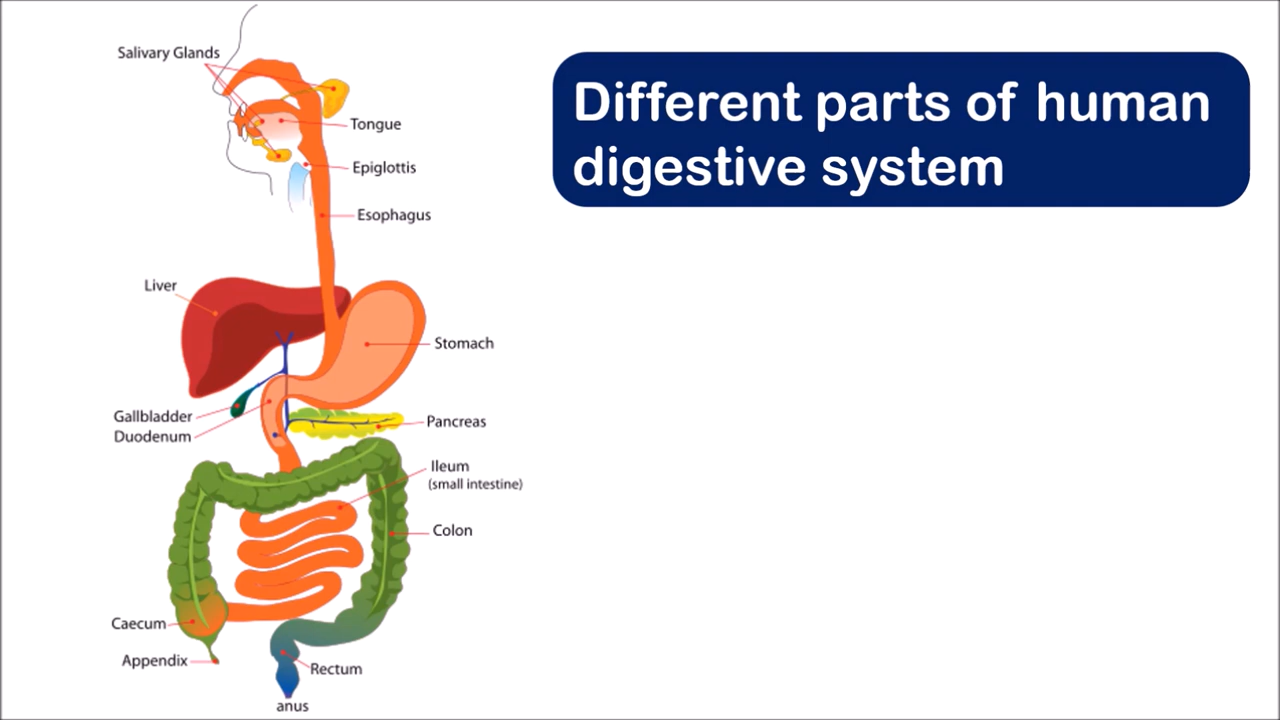 Different parts of human
digestive system
Salivary Glands
Tongue
Epiglottis
Esophagus
Liver
Stomach
Gallbladder
Duodenum
Pancreas
Ileum
(small intestine)
Colon
Caecum
Appendix
Rectum
anus